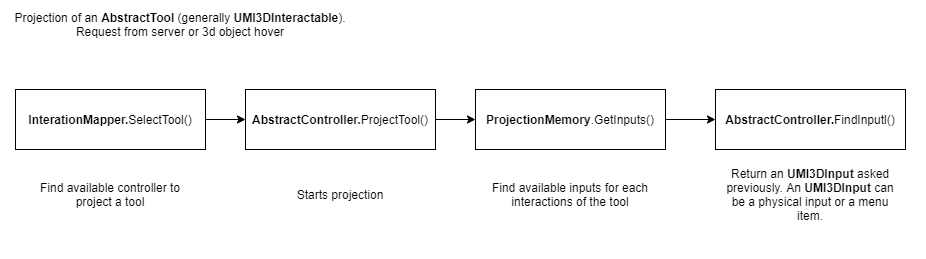 Projection of an AbstractTool (generally UMI3DInteractable).
Request from server or 3d object hover
InterationMapper.SelectTool()
AbstractController.ProjectTool()
ProjectionMemory.GetInputs()
AbstractController.FindInputI()
Find available controller to
project a tool
Starts projection
Find available inputs for each
interactions of the tool
Return an UMI3DInput asked
previously. An UMI3DInput can
be a physical input or a menu
item.